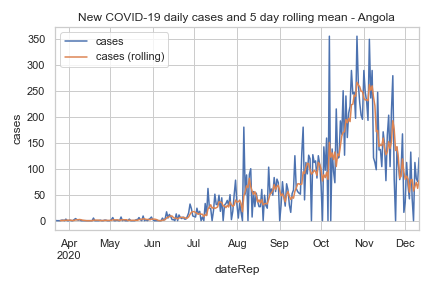 New COVID-19 daily cases and 5 day rolling mean - Angola
cases
cases (rolling)
350
300
250
200
150
100
50
0
cases
Apr May Jun Jul Aug Sep Oct Nov Dec
2020
dateRep